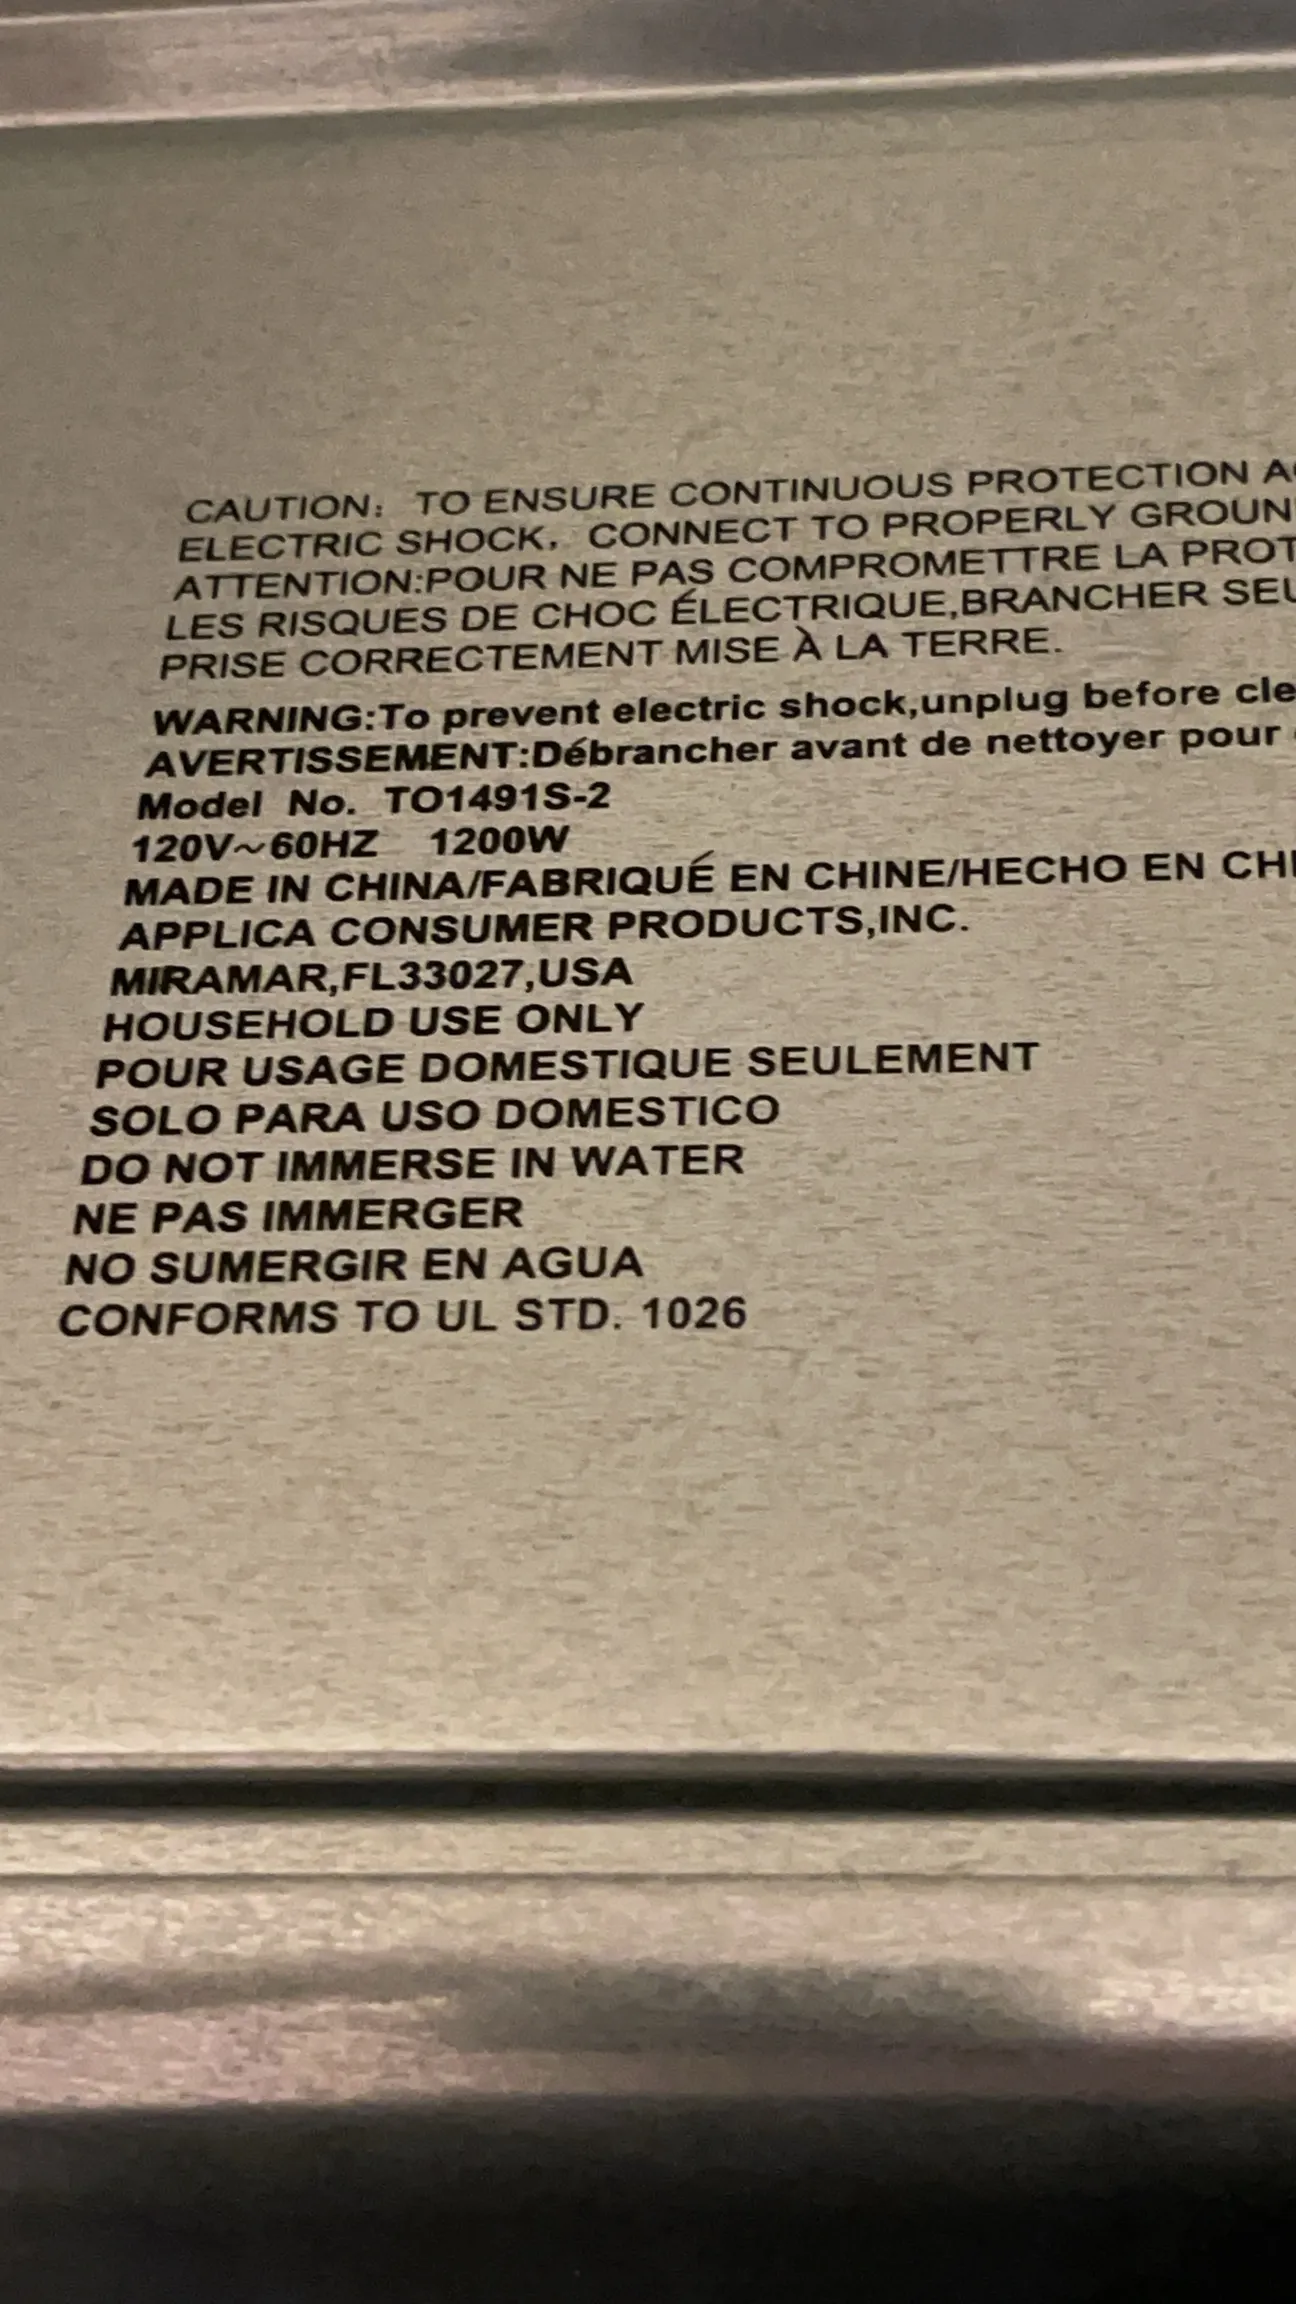 CAUTION: TO ENSURE CONTINUOUS PROTECTION
ELECTRIC SHOCK, CONNECT TO PROPERLY
ATTENTION:POUR NE PAS COMPROMETTRE LA
LES RISQUES DE CHOC ÉLECTRIQUE,BRANCHER
PRISE CORRECTEMENT MISE À LA TERRE.
WARNING:To prevent electric shock,unplug before
AVERTISSEMENT:Débrancher avant de nettoyer pour
Model No. TO1491S-2
120V~60HZ 1200W
MADE IN CHINA/FABRIQUÉ EN CHINE/HECHO EN
APPLICA CONSUMER PRODUCTS,INC.
MIRAMAR,FL33027,USA
HOUSEHOLD USE ONLY
POUR USAGE DOMESTIQUE SEULEMENT
SOLO PARA USO DOMESTICO
DO NOT IMMERSE IN WATER
NE PAS IMMERGER
NO SUMERGIR EN AGUA
CONFORMS TO UL STD. 1026